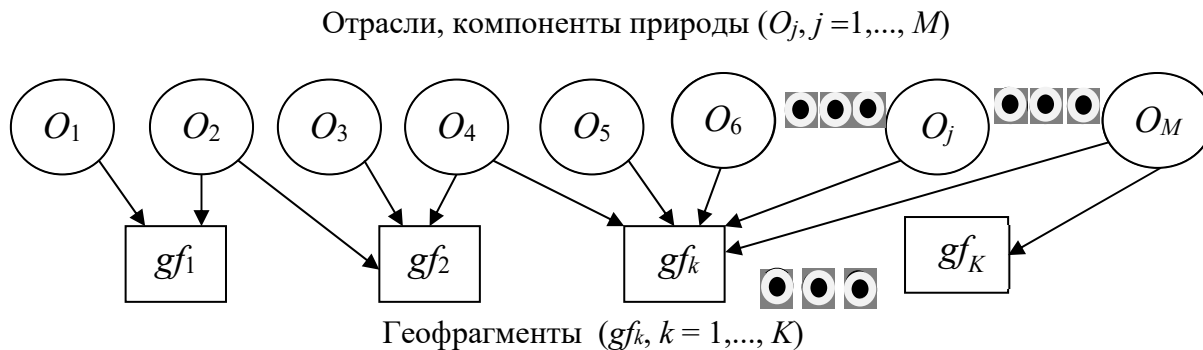 Отрасли, компоненты природы (Oj, j =1,..., M)
O1 O2 O3 O4 O5 O6 Oj OM
gf1 gf2 gfk gfK
Геофрагменты (gfk, k = 1,..., K)